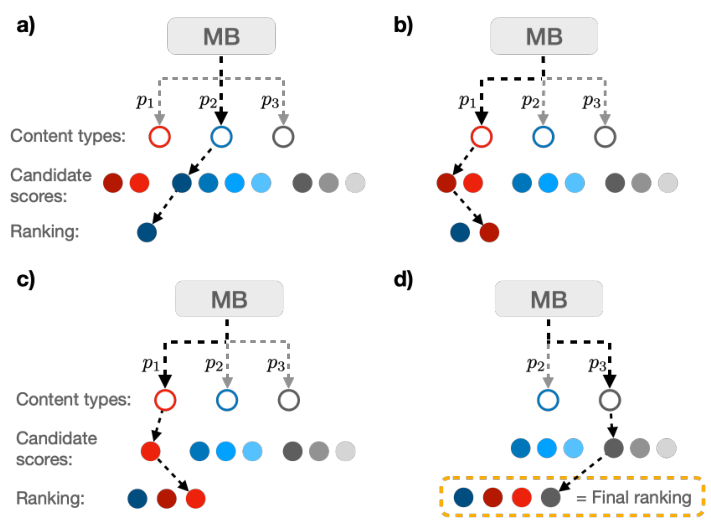 a)
MB
p1
p2
p3
Content types:
Candidate
scores:
Ranking:
b)
MB
p1
p2
p3
c)
MB
p1
p2
p3
Content types:
Candidate
scores:
Ranking:
d)
MB
p2
p3
= Final ranking